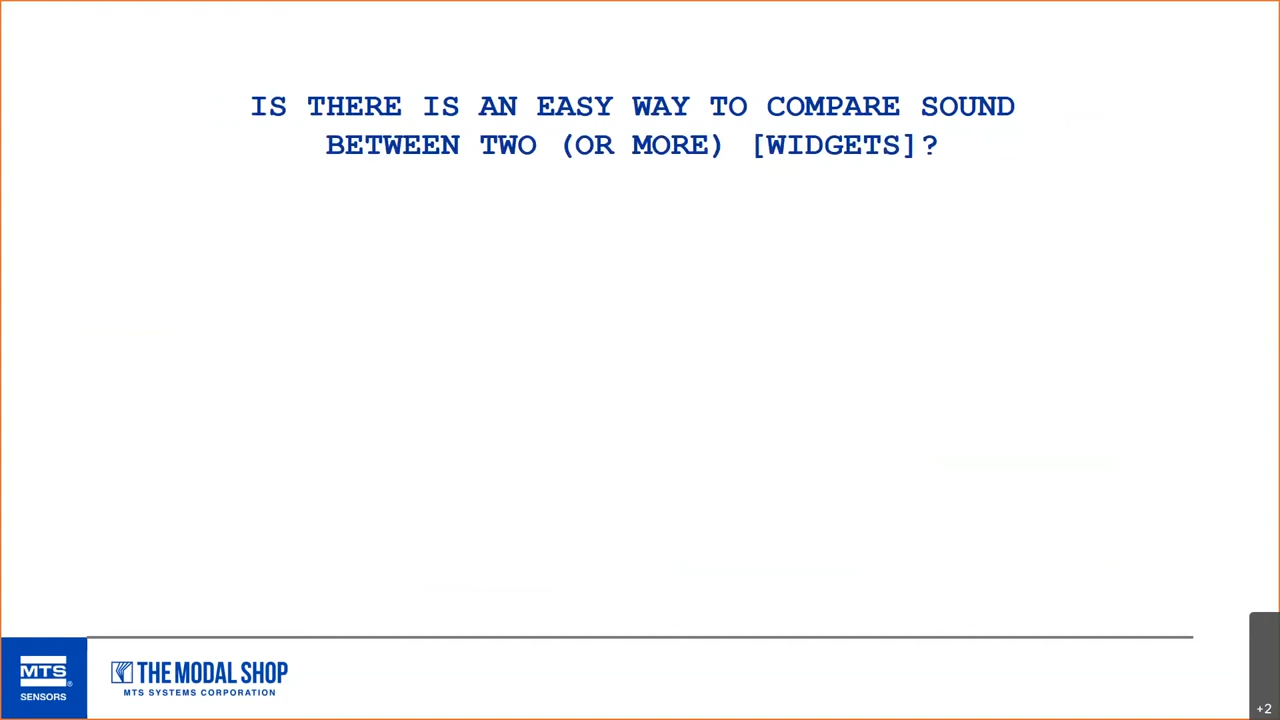 IS THERE IS AN EASY WAY TO COMPARE SOUND
BETWEEN TWO (OR MORE) [WIDGETS]?
MTS®
SENSORS
THE MODAL SHOP
MTS SYSTEMS CORPORATION
+2